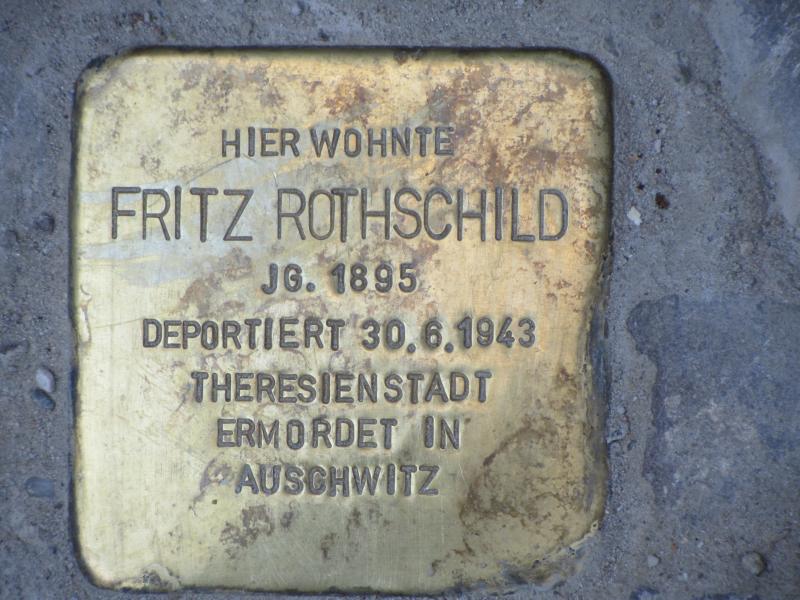 HIER WOHNTE
FRITZ ROTHSCHILD
JG. 1895
DEPORTIERT 30.6.1943
THERESIENSTADT
ERMORDET IN
AUSCHWITZ